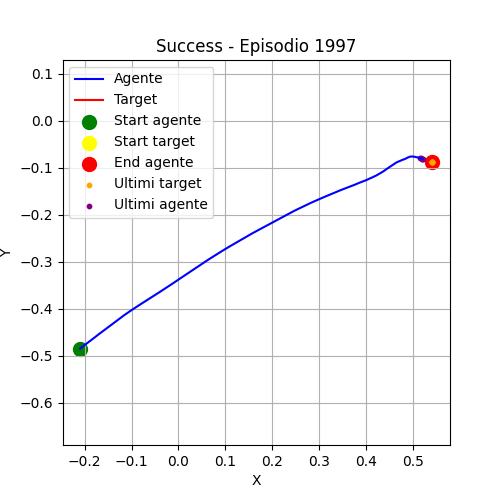 Success - Episodio 1997
Agente
Target
Start agente
Start target
End agente
Ultimi target
Ultimi agente
0.1
0.0
−0.1
−0.2
−0.3
−0.4
−0.5
−0.6
Y
−0.2
−0.1
0.0
0.1
0.2
0.3
0.4
0.5
X